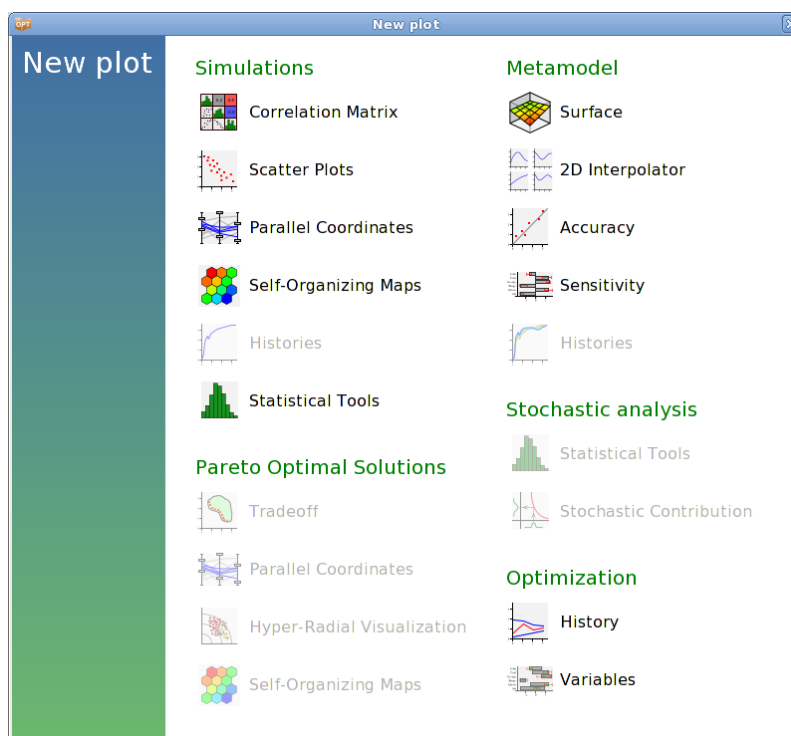 OPT
New plot
New plot
Simulations
Correlation Matrix
Scatter Plots
Parallel Coordinates
Self-Organizing Maps
Histories
Statistical Tools
Pareto Optimal Solutions
Tradeoff
Parallel Coordinates
Hyper-Radial Visualization
Self-Organizing Maps
Metamodel
Surface
2D Interpolator
Accuracy
Sensitivity
Histories
Stochastic analysis
Statistical Tools
Stochastic Contribution
Optimization
History
Variables